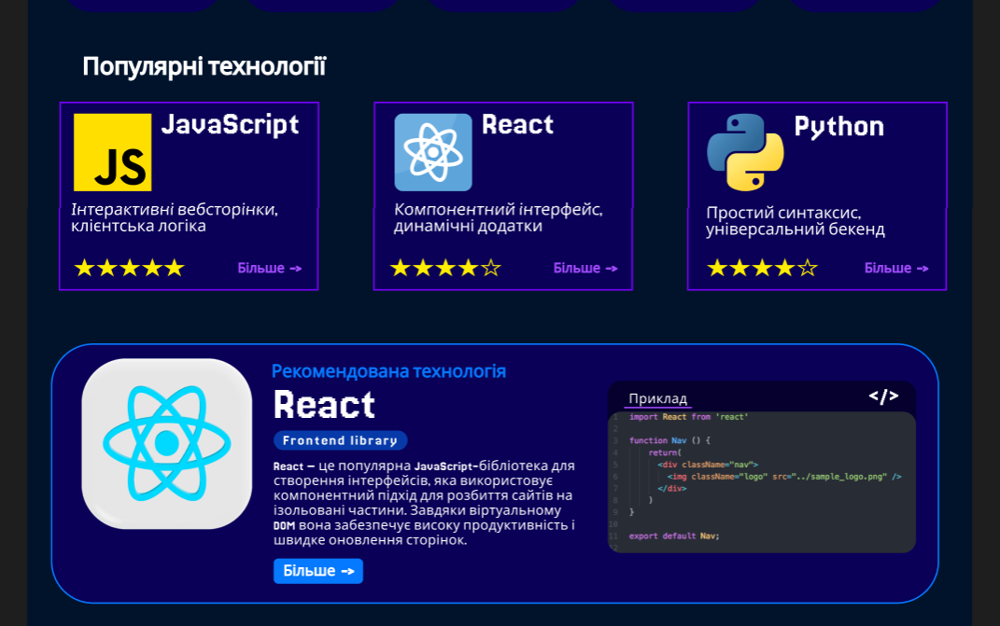 Популярні технології
JS
JavaScript
Інтерактивні вебсторінки,
клієнтська логіка
★★★★★ Більше ->
React
Компонентний інтерфейс,
динамічні додатки
★★★★☆ Більше ->
Python
Простий синтаксис,
універсальний бекенд
★★★★☆ Більше ->
Рекомендована технологія
React
Frontend library
React — це популярна JavaScript-бібліотека для
створення інтерфейсів, яка використовує
компонентний підхід для розбиття сайтів на
ізольовані частини. Завдяки віртуальному
DOM вона забезпечує високу продуктивність і
швидке оновлення сторінок.
Більше ->
Приклад </>
1 import React from 'react'
2
3 function Nav () {
4 return(
5 <div className="nav">
6 <img className="logo" src="../sample_logo.png" />
7 </div>
8 )
9 }
10
11 export default Nav;
12